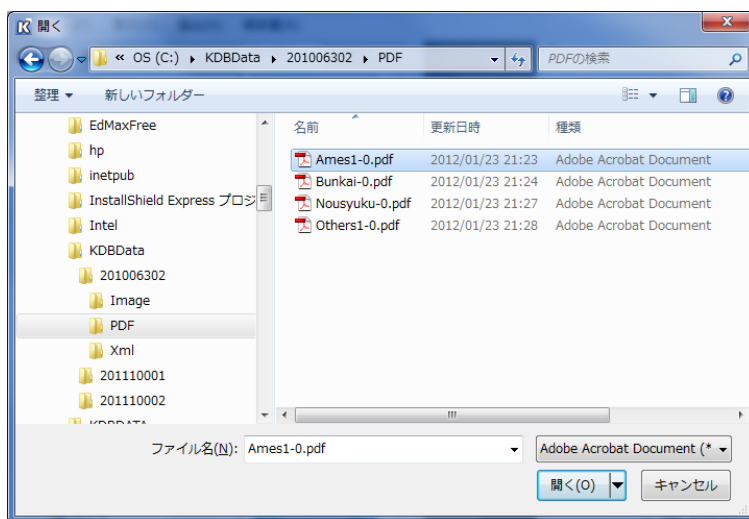 開く
« OS (C:) ▸ KDBData ▸ 201006302 ▸ PDF
PDFの検索
整理 ▼ 新しいフォルダー
EdMaxFree
hp
inetpub
InstallShield Express プロジ
Intel
KDBData
201006302
Image
PDF
Xml
201110001
201110002
KDBDATA
名前 更新日時 種類
Ames1-0.pdf 2012/01/23 21:23 Adobe Acrobat Document
Bunkai-0.pdf 2012/01/23 21:24 Adobe Acrobat Document
Nousyuku-0.pdf 2012/01/23 21:27 Adobe Acrobat Document
Others1-0.pdf 2012/01/23 21:28 Adobe Acrobat Document
ファイル名(N): Ames1-0.pdf
Adobe Acrobat Document (*
開く(O) キャンセル